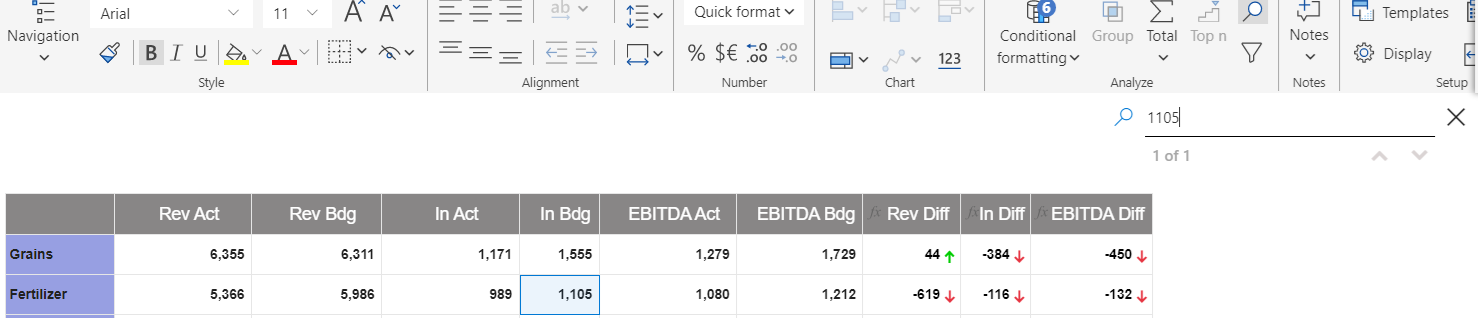 Navigation
Arial
11
A A
B I U A
Style
ab
Alignment
Quick format
% $€ .0 .00 .00 .0
Number
123
Chart
6
Conditional
formatting
Group
Total
Top n
Analyze
Notes
Notes
Templates
Display
Setup
1105
1 of 1
Rev Act Rev Bdg In Act In Bdg EBITDA Act EBITDA Bdg fx Rev Diff fx In Diff fx EBITDA Diff
Grains 6,355 6,311 1,171 1,555 1,279 1,729 44 -384 -450
Fertilizer 5,366 5,986 989 1,105 1,080 1,212 -619 -116 -132